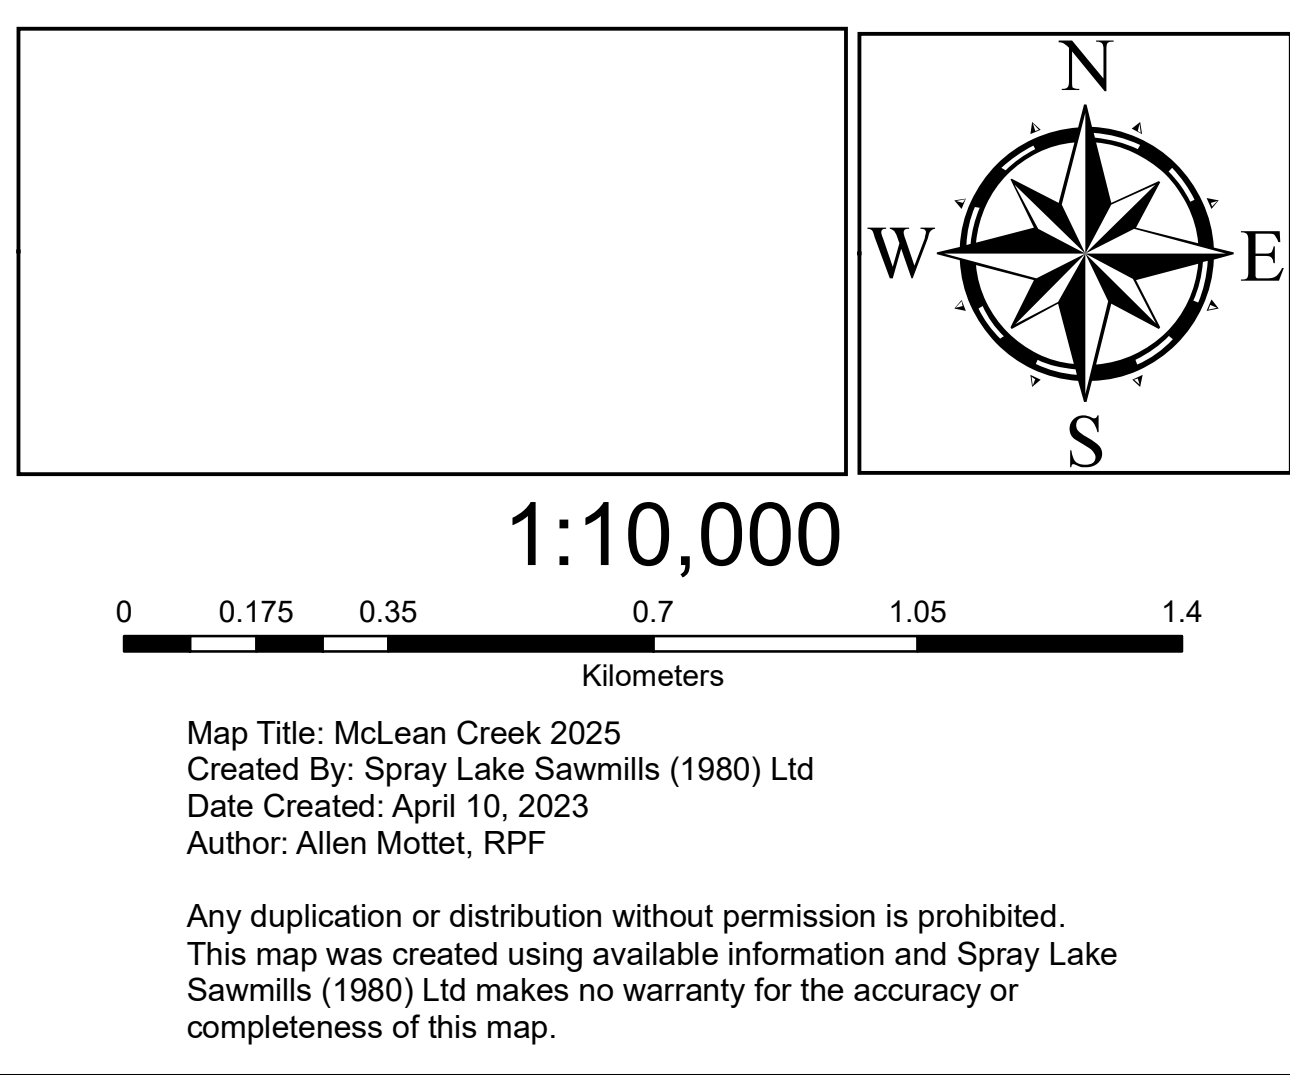 N
W
E
S
1:10,000
0 0.175 0.35 0.7 1.05 1.4
Kilometers
Map Title: McLean Creek 2025
Created By: Spray Lake Sawmills (1980) Ltd
Date Created: April 10, 2023
Author: Allen Mottet, RPF
Any duplication or distribution without permission is prohibited.
This map was created using available information and Spray Lake
Sawmills (1980) Ltd makes no warranty for the accuracy or
completeness of this map.